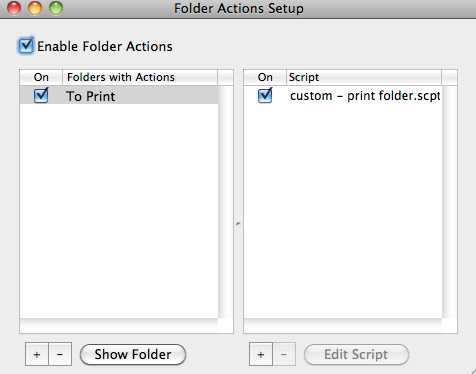 Folder Actions Setup
Enable Folder Actions
On Folders with Actions
To Print
On Script
custom - print folder.scpt
+ - Show Folder
+ - Edit Script